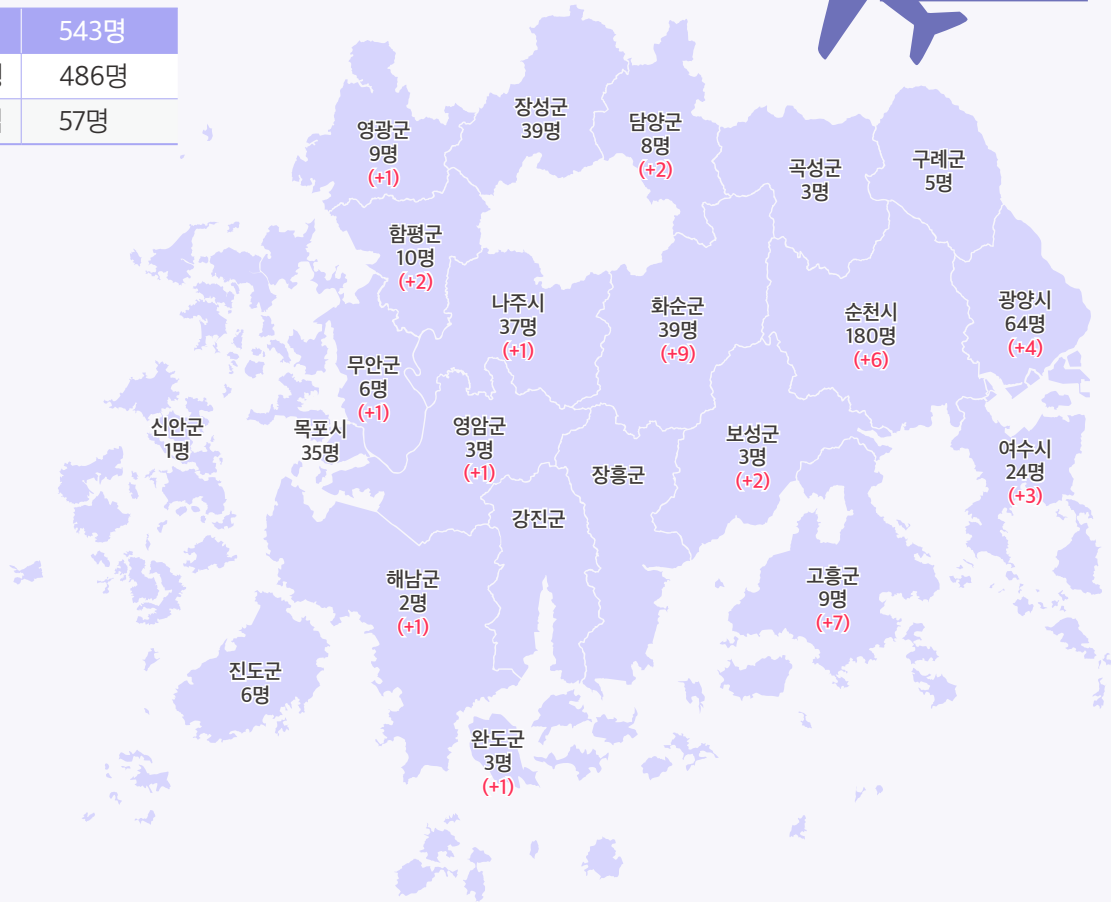 543명
486명
57명
장성군
39명
담양군
8명
(+2)
영광군
9명
(+1)
곡성군
3명
구례군
5명
함평군
10명
(+2)
나주시
37명
(+1)
화순군
39명
(+9)
순천시
180명
(+6)
광양시
64명
(+4)
무안군
6명
(+1)
신안군
1명
목포시
35명
영암군
3명
(+1)
장흥군
보성군
3명
(+2)
여수시
24명
(+3)
강진군
해남군
2명
(+1)
고흥군
9명
(+7)
진도군
6명
완도군
3명
(+1)